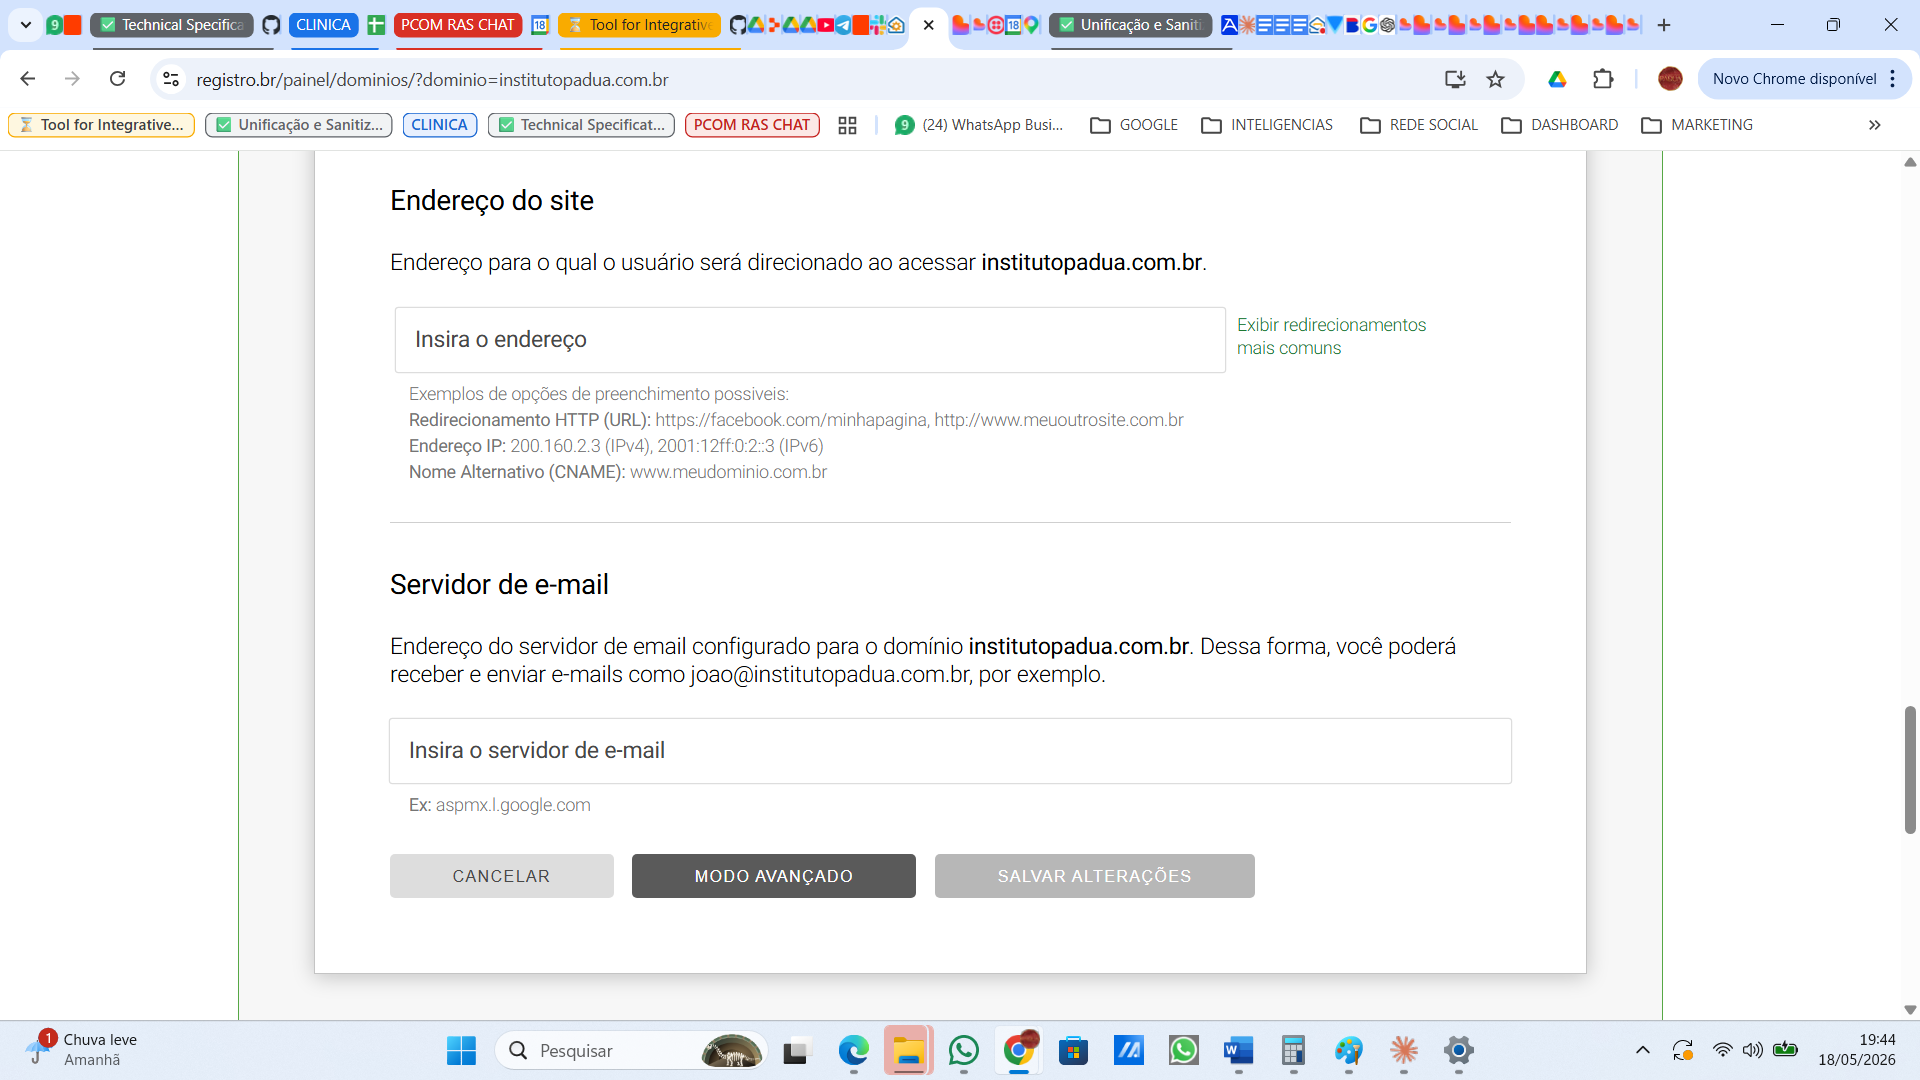 Technical Specifica
CLINICA
PCOM RAS CHAT
18
Tool for Integrative
18
Unificação e Saniti
registro.br/painel/dominios/?dominio=institutopadua.com.br
Novo Chrome disponível
Tool for Integrative...
Unificação e Sanitiz...
CLINICA
Technical Specificat...
PCOM RAS CHAT
9
(24) WhatsApp Busi...
GOOGLE
INTELIGENCIAS
REDE SOCIAL
DASHBOARD
MARKETING
Endereço do site
Endereço para o qual o usuário será direcionado ao acessar institutopadua.com.br.
Insira o endereço
Exibir redirecionamentos
mais comuns
Exemplos de opções de preenchimento possiveis:
Redirecionamento HTTP (URL): https://facebook.com/minhapagina, http://www.meuoutrosite.com.br
Endereço IP: 200.160.2.3 (IPv4), 2001:12ff:0:2::3 (IPv6)
Nome Alternativo (CNAME): www.meudominio.com.br
Servidor de e-mail
Endereço do servidor de email configurado para o domínio institutopadua.com.br. Dessa forma, você poderá
receber e enviar e-mails como joao@institutopadua.com.br, por exemplo.
Insira o servidor de e-mail
Ex: aspmx.l.google.com
CANCELAR
MODO AVANÇADO
SALVAR ALTERAÇÕES
1
Chuva leve
Amanhã
Pesquisar
19:44
18/05/2026